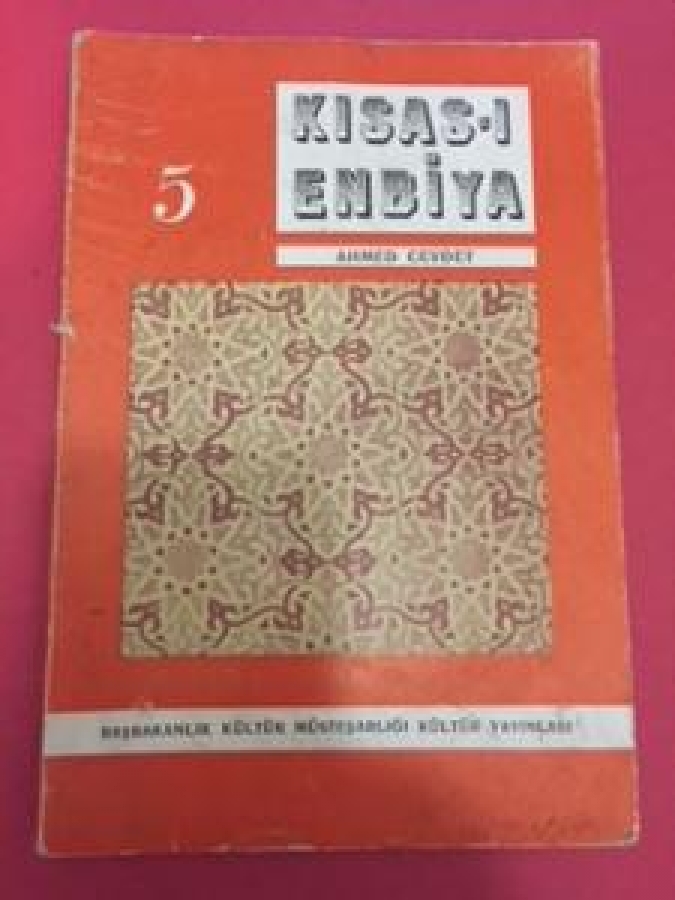 KISAS-I
ENBİYA
5
AHMED CEVDET
BAŞBAKANLIK KÜLTÜR MÜSTEŞARLIĞI KÜLTÜR YAYINLARI